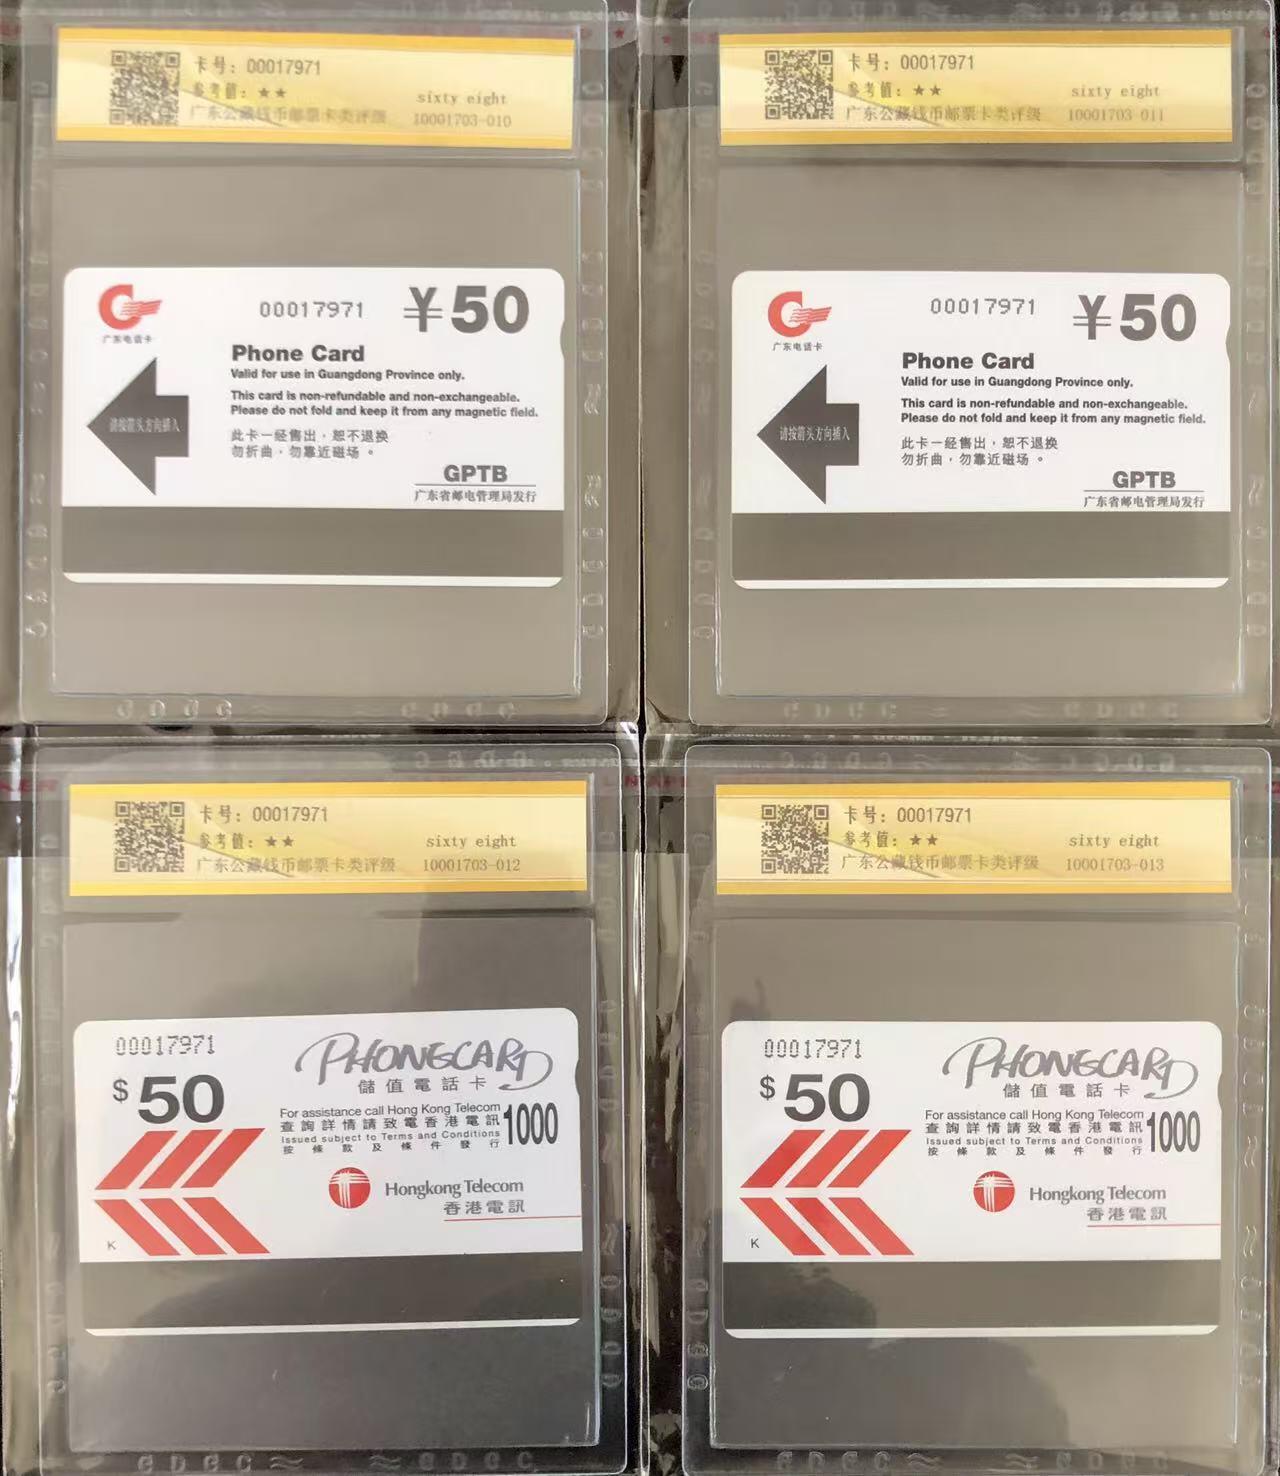 卡号：00017971
参考值：★★
sixty eight
广东公藏钱币邮票卡类评级
10001703-010
广东电话卡
00017971
¥50
Phone Card
Valid for use in Guangdong Province only.
This card is non-refundable and non-exchangeable.
Please do not fold and keep it from any magnetic field.
请按箭头方向插入
此卡一经售出，恕不退换
勿折曲，勿靠近磁场。
GPTB
广东省邮电管理局发行
卡号：00017971
参考值：★★
sixty eight
广东公藏钱币邮票卡类评级
10001703-011
广东电话卡
00017971
¥50
Phone Card
Valid for use in Guangdong Province only.
This card is non-refundable and non-exchangeable.
Please do not fold and keep it from any magnetic field.
请按箭头方向插入
此卡一经售出，恕不退换
勿折曲，勿靠近磁场。
GPTB
广东省邮电管理局发行
卡号：00017971
参考值：★★
sixty eight
广东公藏钱币邮票卡类评级
10001703-012
00017971
$50
PHONECARD
儲值電話卡
For assistance call Hong Kong Telecom
查詢詳情請致電香港電訊
Issued subject to Terms and Conditions
按條款及條件發行
1000
Hongkong Telecom
香港電訊
K
卡号：00017971
参考值：★★
sixty eight
广东公藏钱币邮票卡类评级
10001703-013
00017971
$50
PHONECARD
儲值電話卡
For assistance call Hong Kong Telecom
查詢詳情請致電香港電訊
Issued subject to Terms and Conditions
按條款及條件發行
1000
Hongkong Telecom
香港電訊
K
GDGC
GDGC